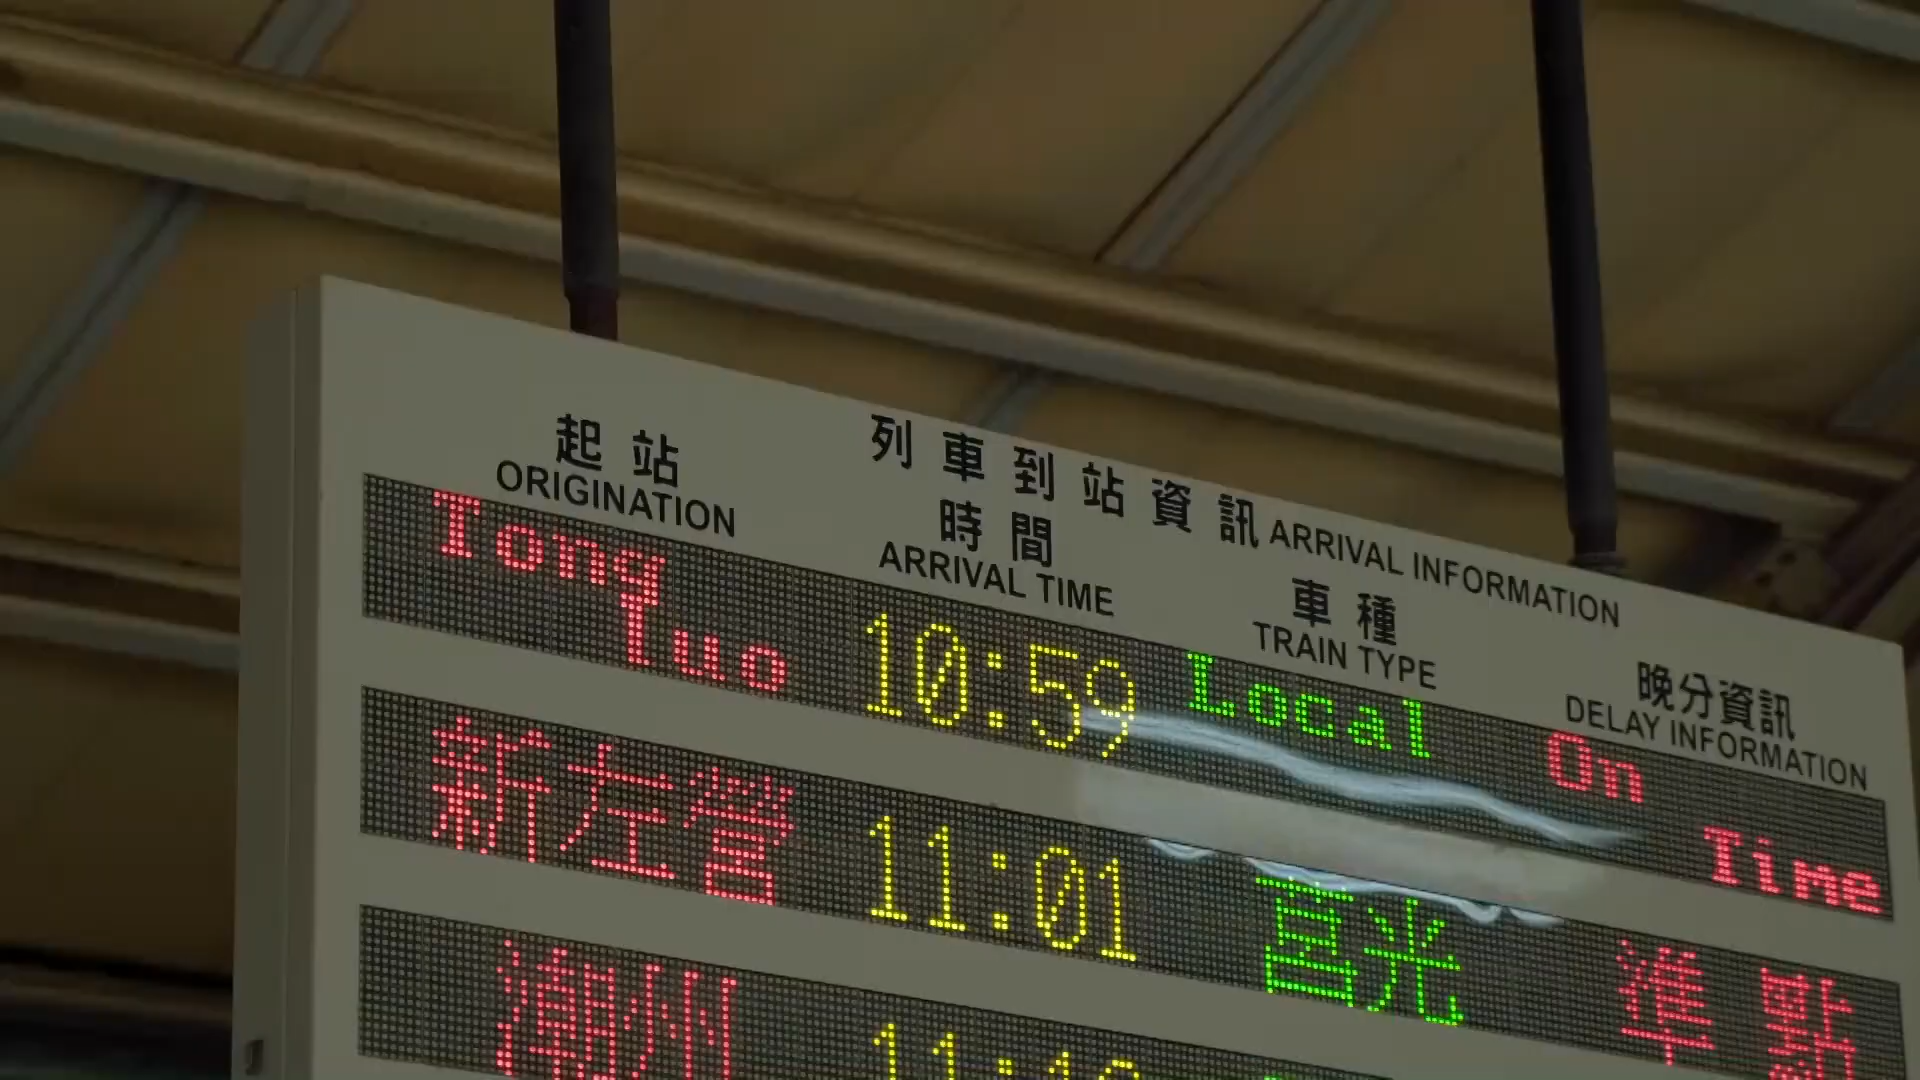 列車到站資訊 ARRIVAL INFORMATION
起站 時間 車種 晚分資訊
ORIGINATION ARRIVAL TIME TRAIN TYPE DELAY INFORMATION
Tong Luo 10:59 Local On Time
新左營 11:01 莒光 準點
潮州